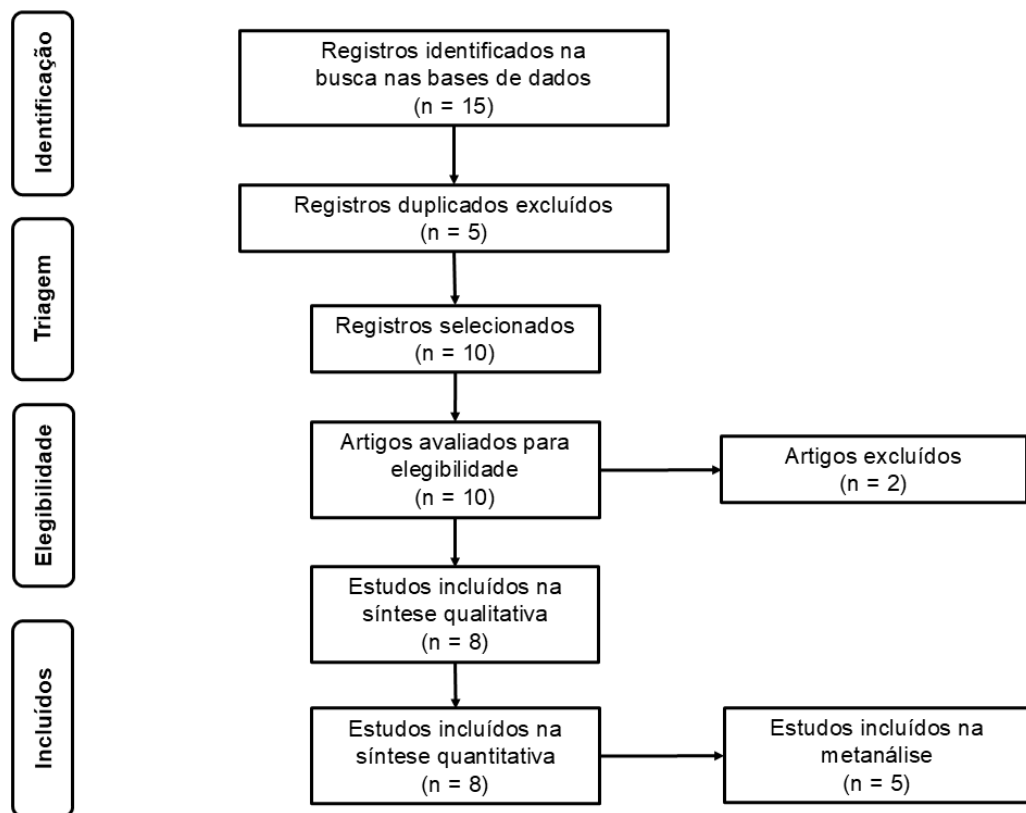 Identificação
Registros identificados na
busca nas bases de dados
(n = 15)
Registros duplicados excluídos
(n = 5)
Triagem
Registros selecionados
(n = 10)
Elegibilidade
Artigos avaliados para
elegibilidade
(n = 10)
Artigos excluídos
(n = 2)
Estudos incluídos na
síntese qualitativa
(n = 8)
Incluídos
Estudos incluídos na
síntese quantitativa
(n = 8)
Estudos incluídos na
metanálise
(n = 5)